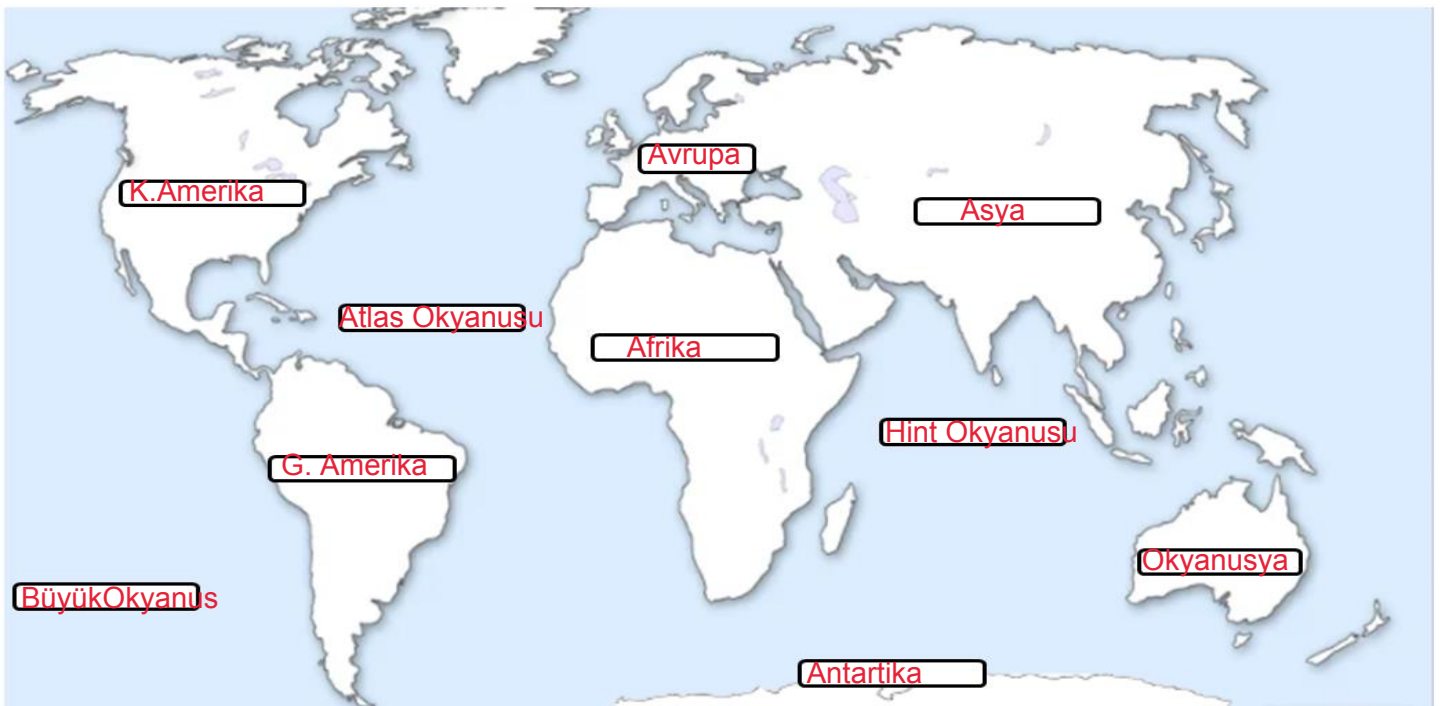 Avrupa
K.Amerika
Asya
Atlas Okyanusu
Afrika
Hint Okyanusu
G. Amerika
Okyanusya
BüyükOkyanus
Antartika